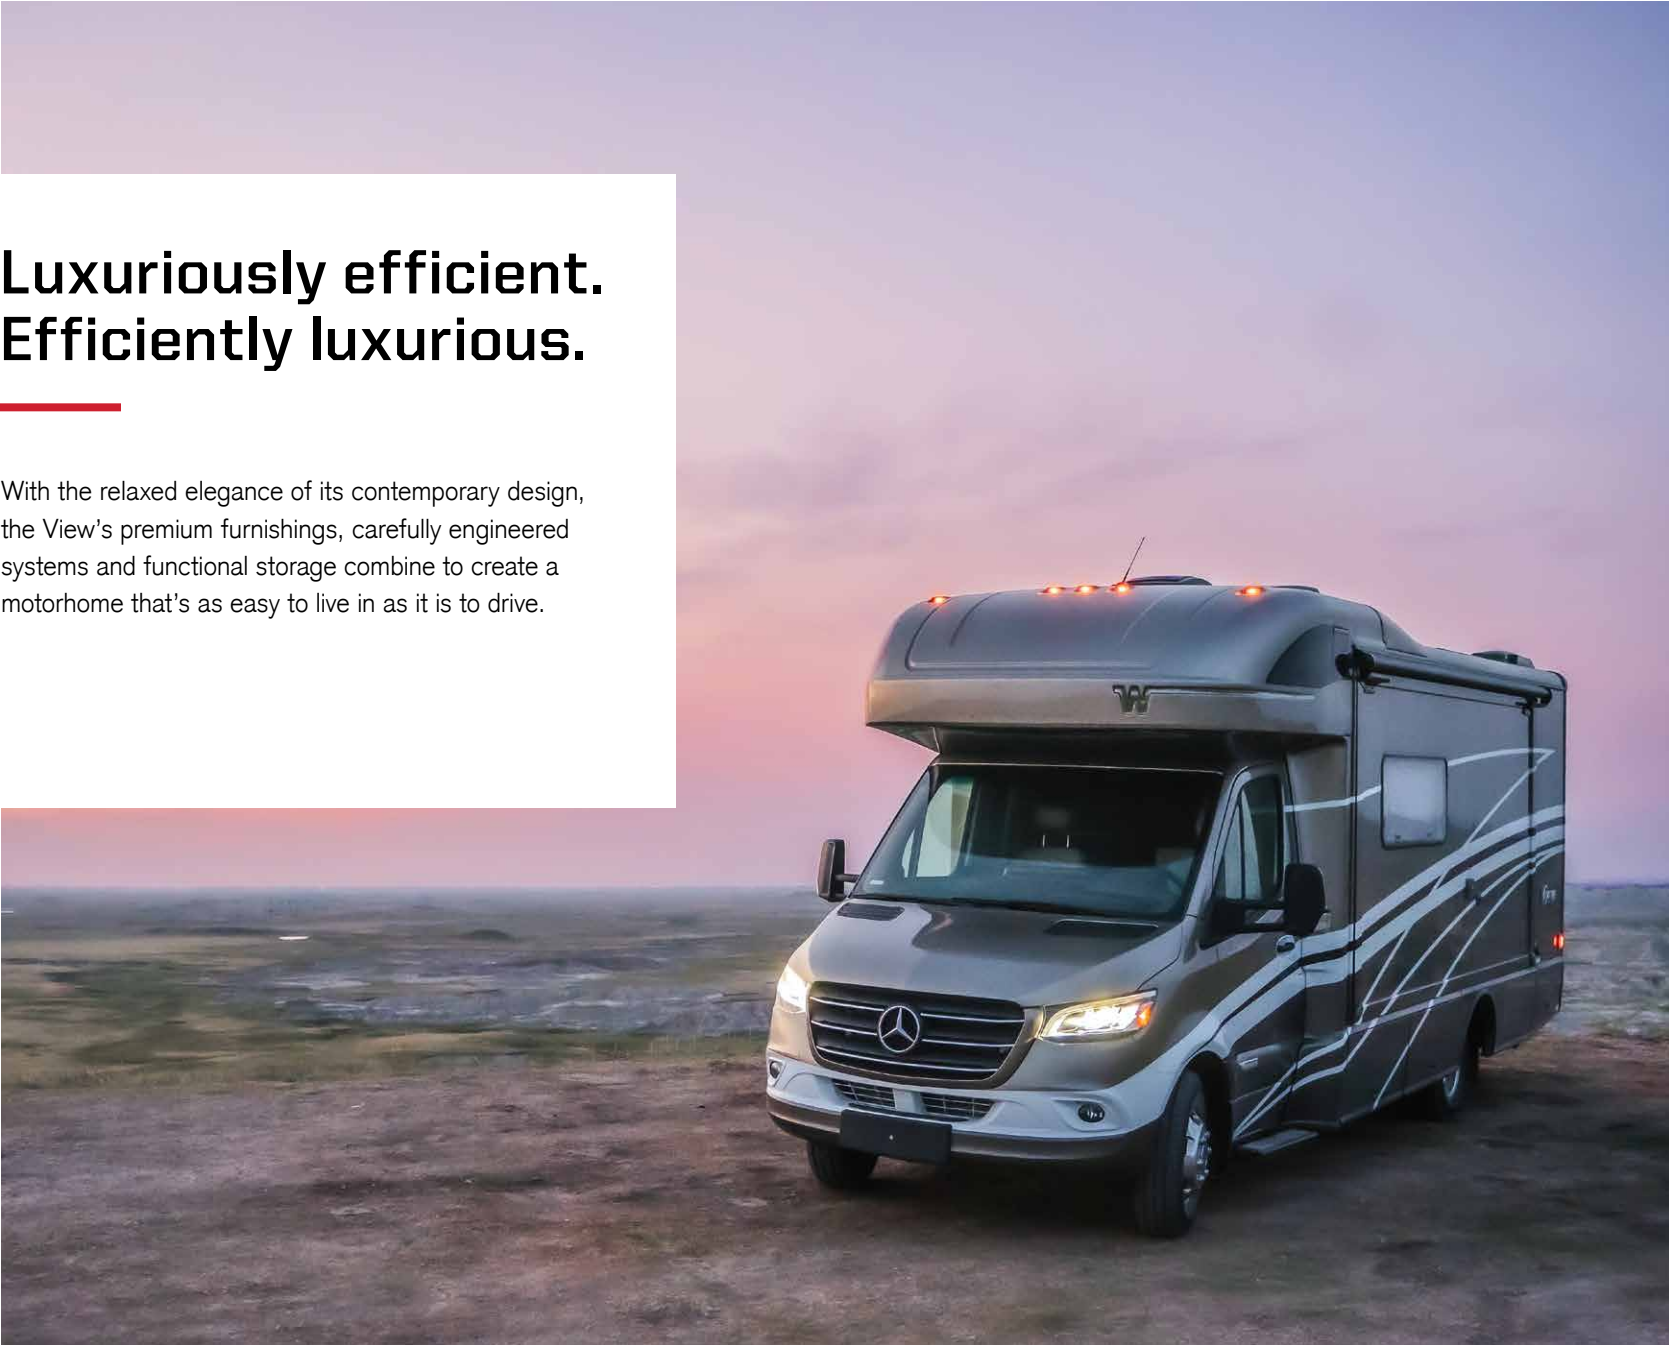 Luxuriously efficient.
Efficiently luxurious.
With the relaxed elegance of its contemporary design,
the View's premium furnishings, carefully engineered
systems and functional storage combine to create a
motorhome that's as easy to live in as it is to drive.
W